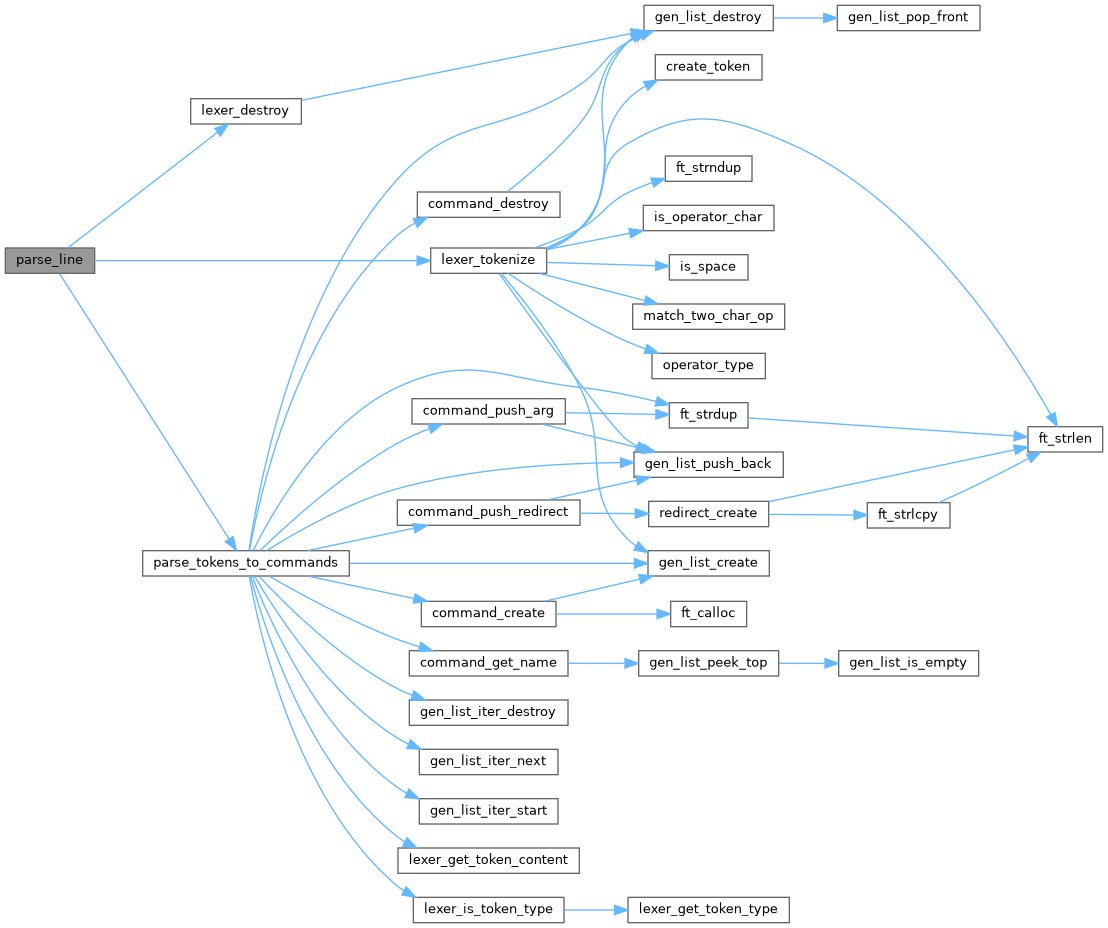 gen_list_destroy
gen_list_pop_front
create_token
lexer_destroy
ft_strndup
command_destroy
is_operator_char
parse_line
lexer_tokenize
is_space
match_two_char_op
operator_type
command_push_arg
ft_strdup
ft_strlen
gen_list_push_back
command_push_redirect
redirect_create
ft_strlcpy
parse_tokens_to_commands
gen_list_create
command_create
ft_calloc
command_get_name
gen_list_peek_top
gen_list_is_empty
gen_list_iter_destroy
gen_list_iter_next
gen_list_iter_start
lexer_get_token_content
lexer_is_token_type
lexer_get_token_type